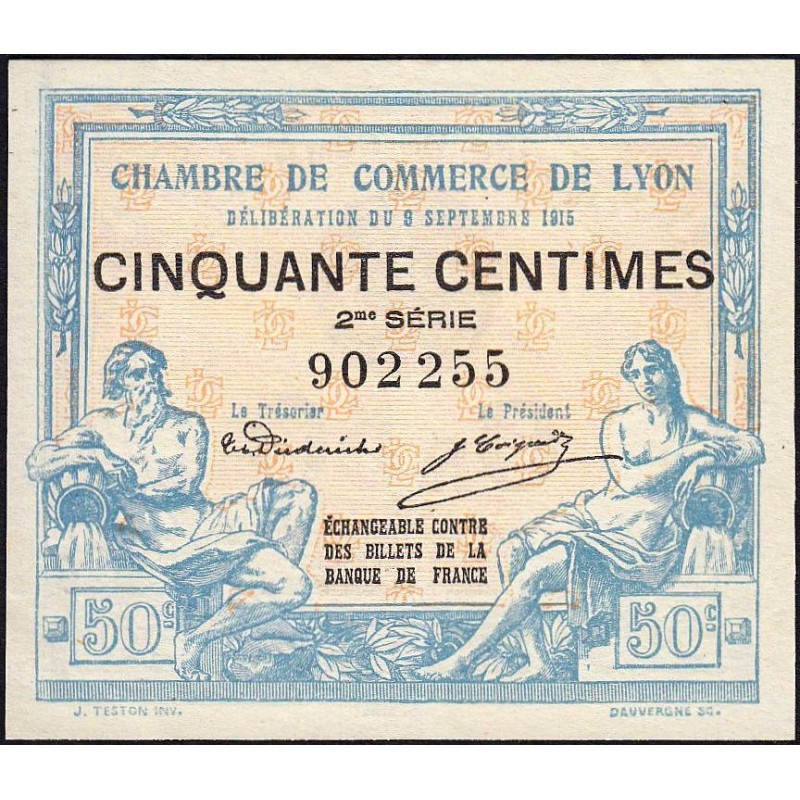 CHAMBRE DE COMMERCE DE LYON
DÉLIBÉRATION DU 9 SEPTEMBRE 1915
CINQUANTE CENTIMES
2me SÉRIE
902255
Le Trésorier Le Président
ÉCHANGEABLE CONTRE
DES BILLETS DE LA
BANQUE DE FRANCE
50c 50c
J. TESTON INV. DAUVERGNE SC.